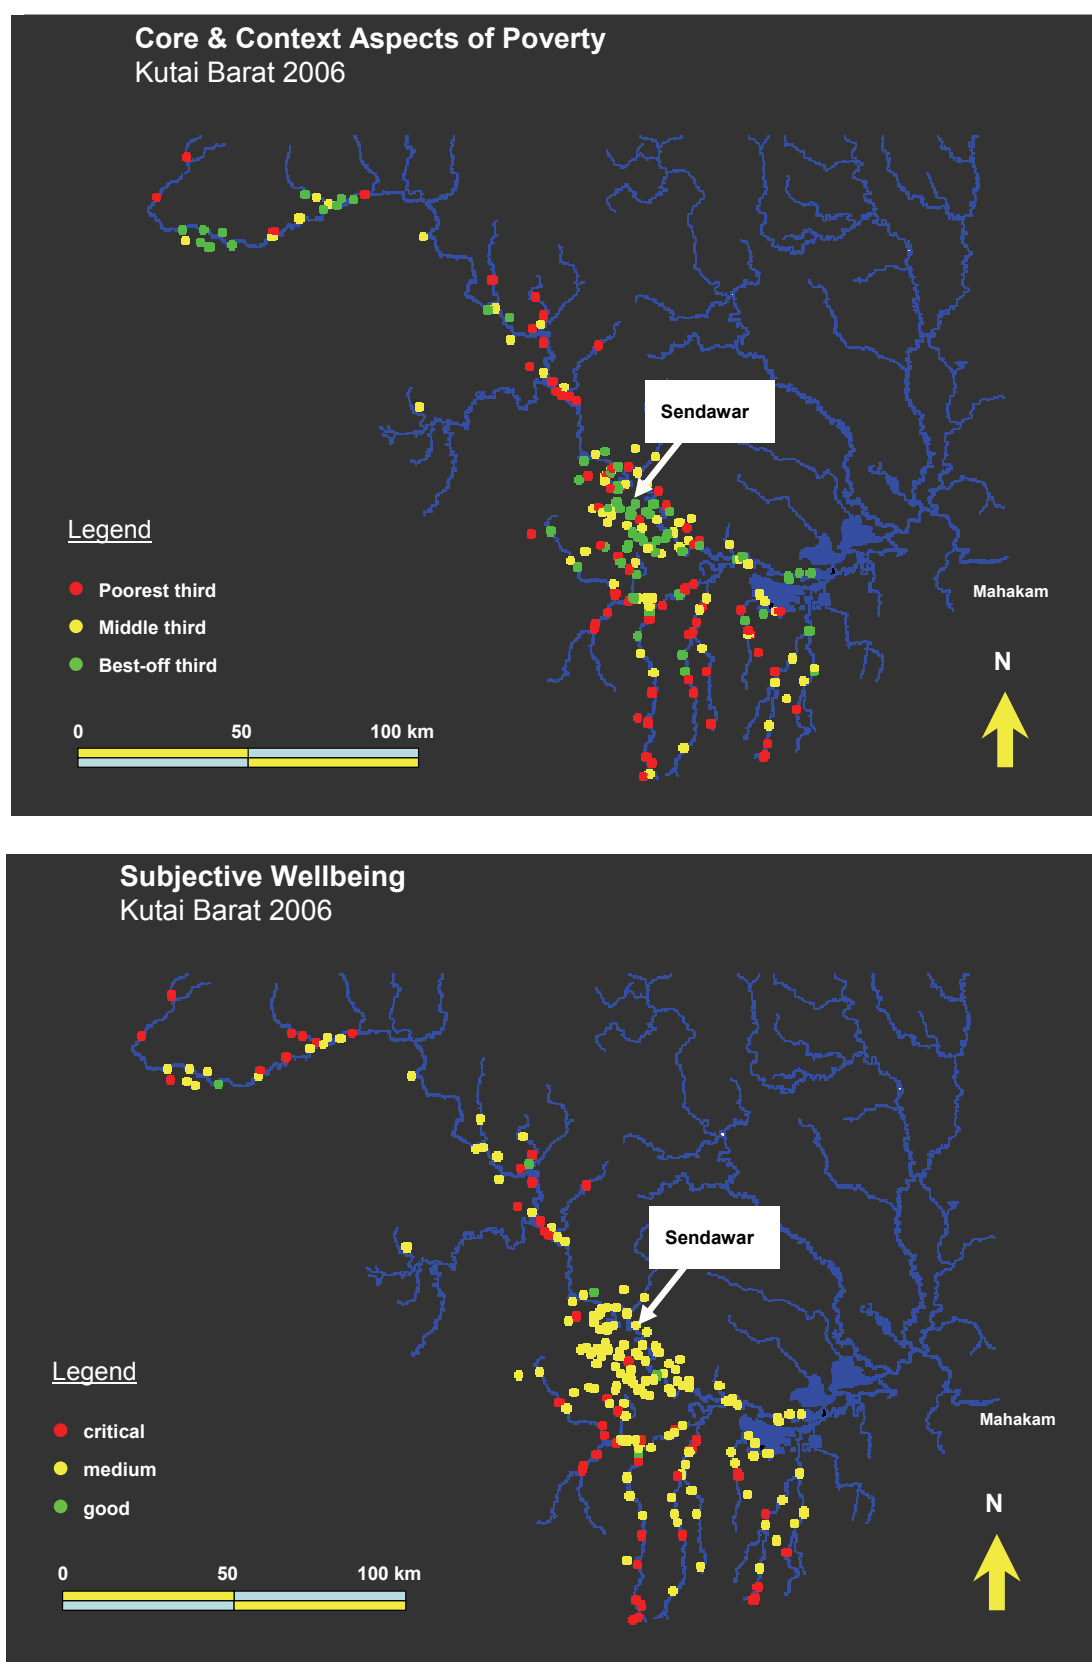 Core & Context Aspects of Poverty
Kutai Barat 2006
Sendawar
Legend
Poorest third
Middle third
Best-off third
Mahakam
N
0 50 100 km
Subjective Wellbeing
Kutai Barat 2006
Sendawar
Legend
critical
medium
good
Mahakam
N
0 50 100 km